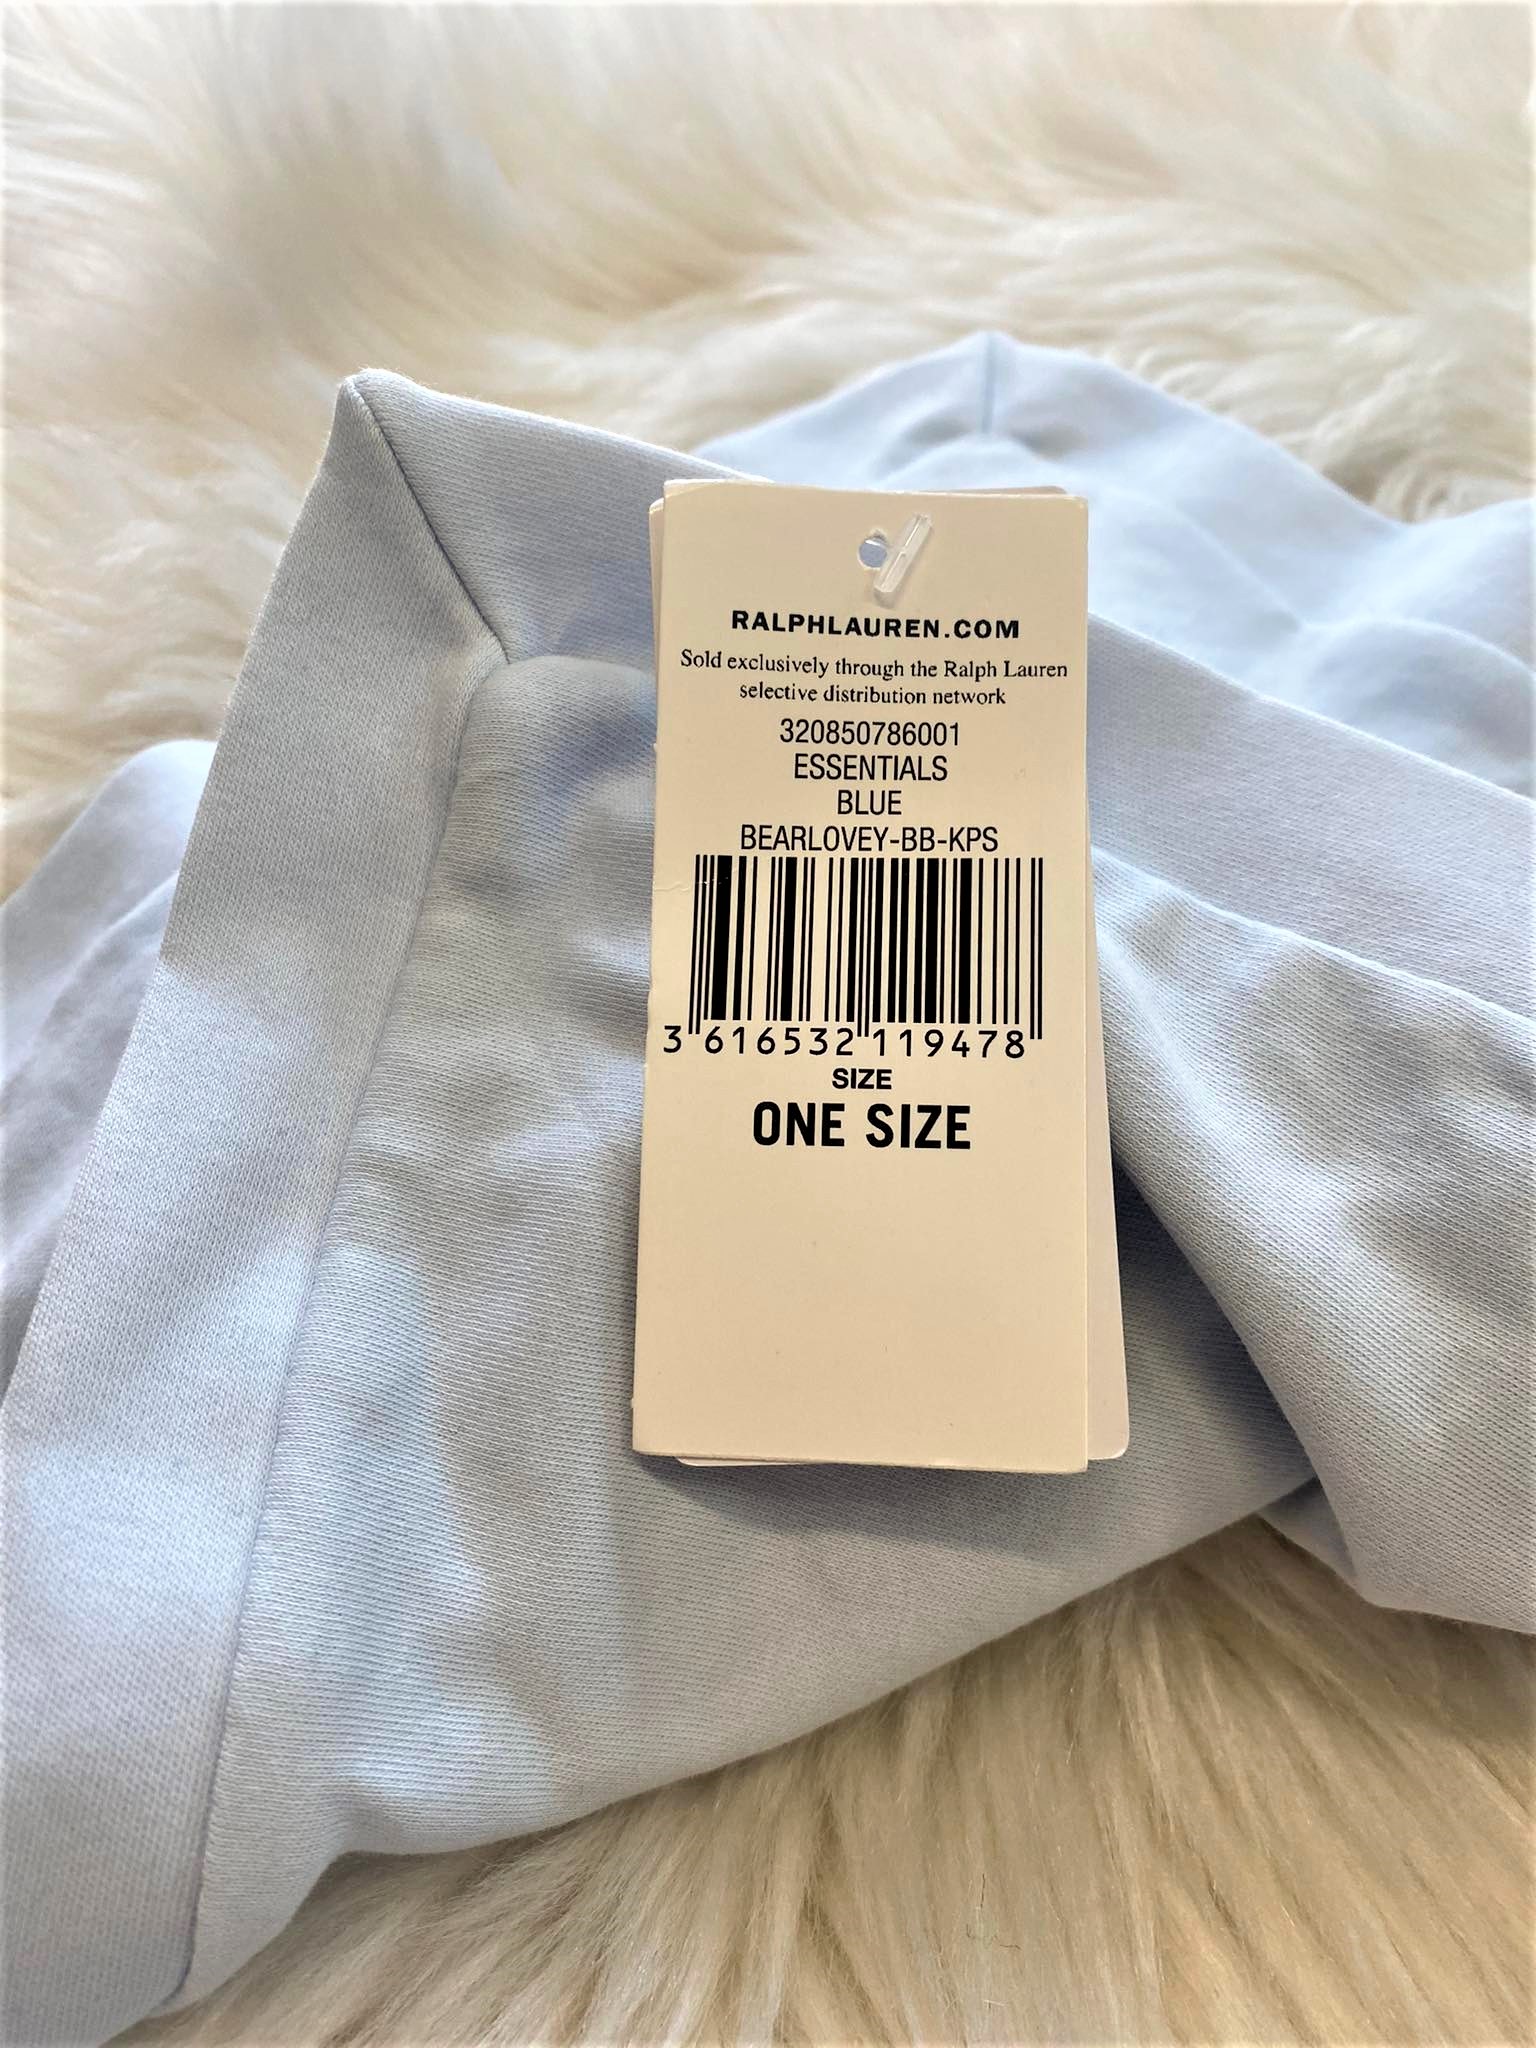 RALPHLAUREN.COM
Sold exclusively through the Ralph Lauren
selective distribution network
320850786001
ESSENTIALS
BLUE
BEARLOVEY-BB-KPS
3 616532 119478
SIZE
ONE SIZE